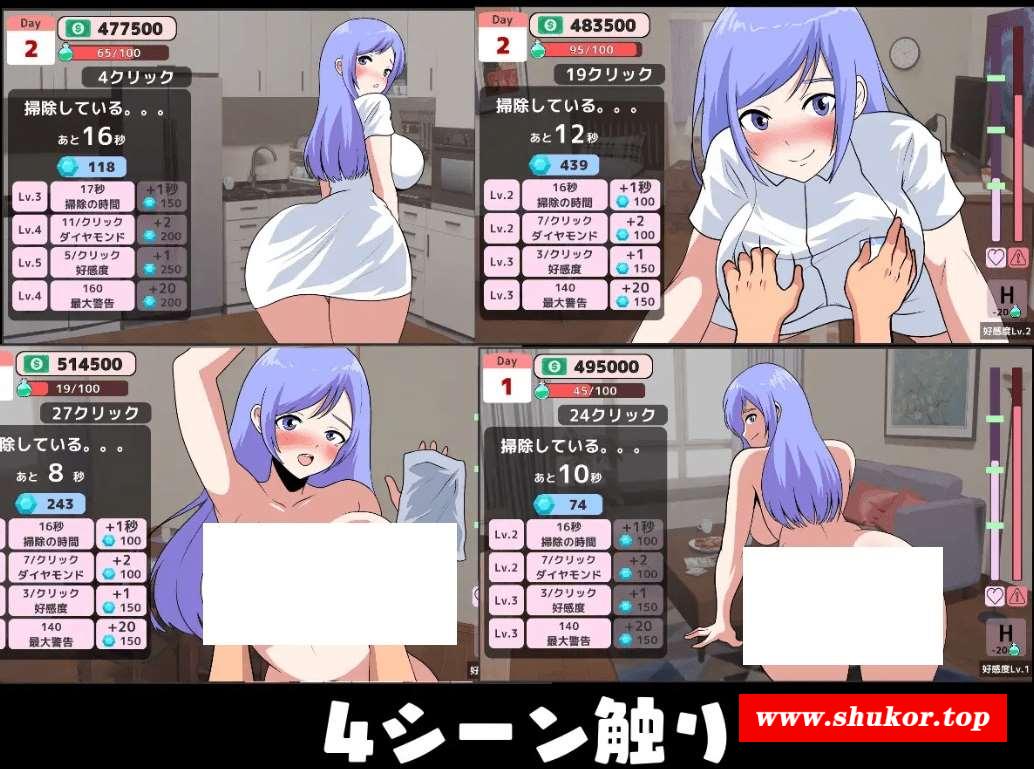 Day
2
477500
65/100
4クリック
掃除している。。。
あと16秒
118
Lv.3
17秒
掃除の時間
+1秒
150
Lv.4
11/クリック
ダイヤモンド
+2
200
Lv.5
5/クリック
好感度
+1
250
Lv.4
160
最大警告
+20
200
Day
2
483500
95/100
19クリック
掃除している。。。
あと12秒
439
Lv.2
16秒
掃除の時間
+1秒
100
Lv.2
7/クリック
ダイヤモンド
+2
100
Lv.3
3/クリック
好感度
+1
150
Lv.3
140
最大警告
+20
150
H
-20
好感度Lv.2
514500
19/100
27クリック
除している。。。
あと 8 秒
243
16秒
掃除の時間
+1秒
100
7/クリック
ダイヤモンド
+2
100
3/クリック
好感度
+1
150
140
最大警告
+20
150
Day
1
495000
45/100
24クリック
掃除している。。。
あと10秒
74
Lv.2
16秒
掃除の時間
+1秒
100
Lv.2
7/クリック
ダイヤモンド
+2
100
Lv.3
3/クリック
好感度
+1
150
Lv.3
140
最大警告
+20
150
H
-20
好感度Lv.1
4シーン触り
www.shukor.top